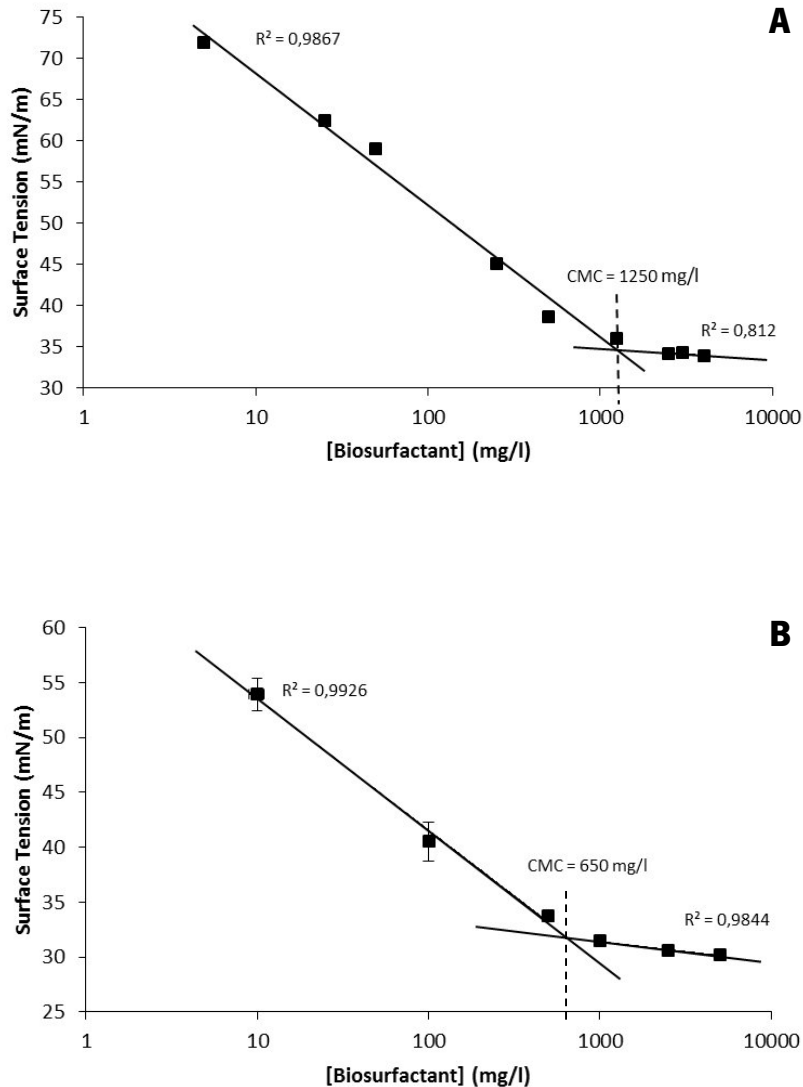 A
75
70
65
60
55
50
45
40
35
30
Surface Tension (mN/m)
R² = 0,9867
CMC = 1250 mg/l
R² = 0,812
1 10 100 1000 10000
[Biosurfactant] (mg/l)
B
60
55
50
45
40
35
30
25
Surface Tension (mN/m)
R² = 0,9926
CMC = 650 mg/l
R² = 0,9844
1 10 100 1000 10000
[Biosurfactant] (mg/l)